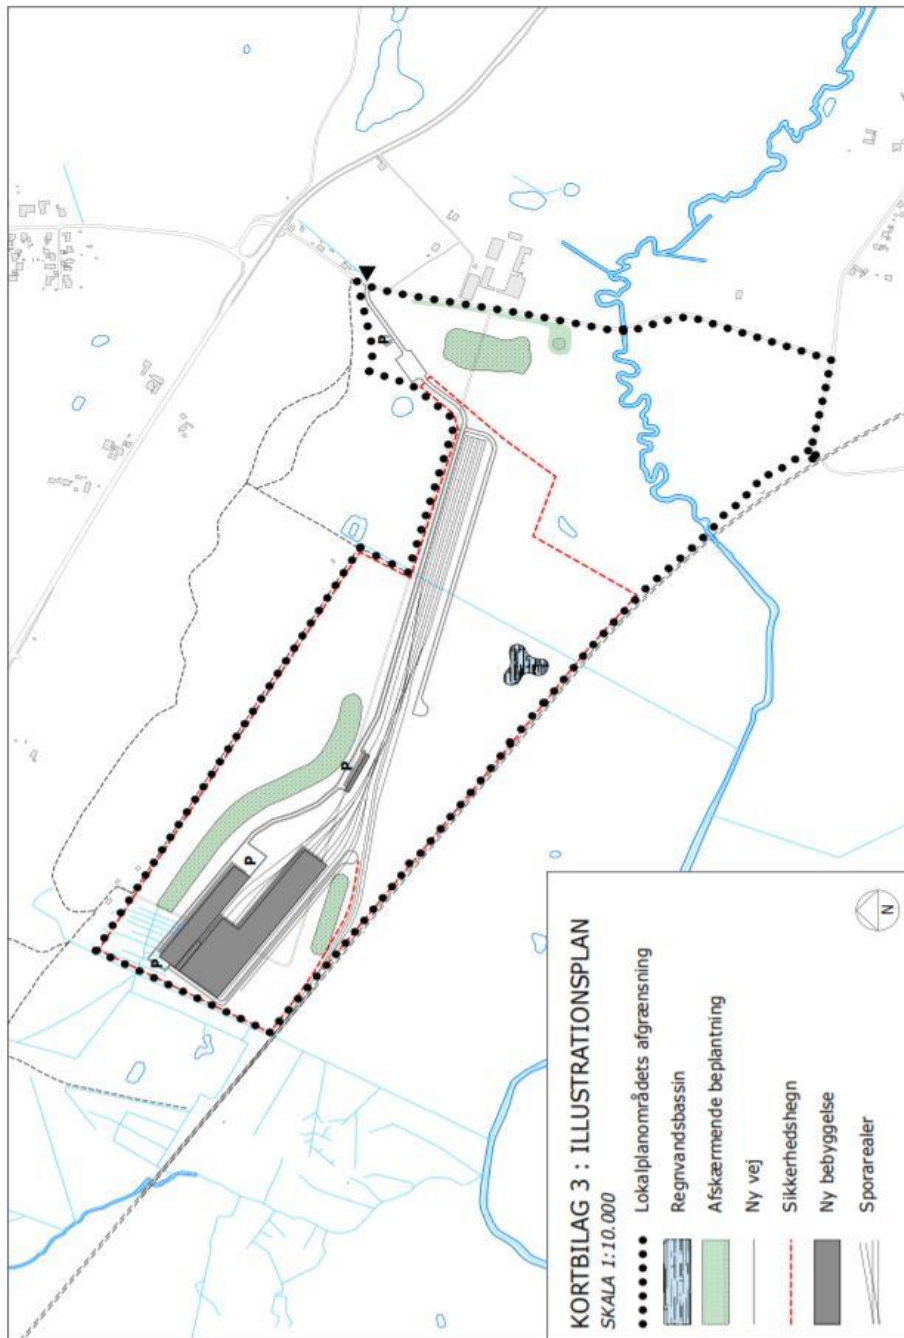 P
P
P
P
KORTBILAG 3 : ILLUSTRATIONSPLAN
SKALA 1:10.000
Lokalplanområdets afgrænsning
Regnvandsbassin
Afskærmende beplantning
Ny vej
Sikkerhedshegn
Ny bebyggelse
Sporarealer
N